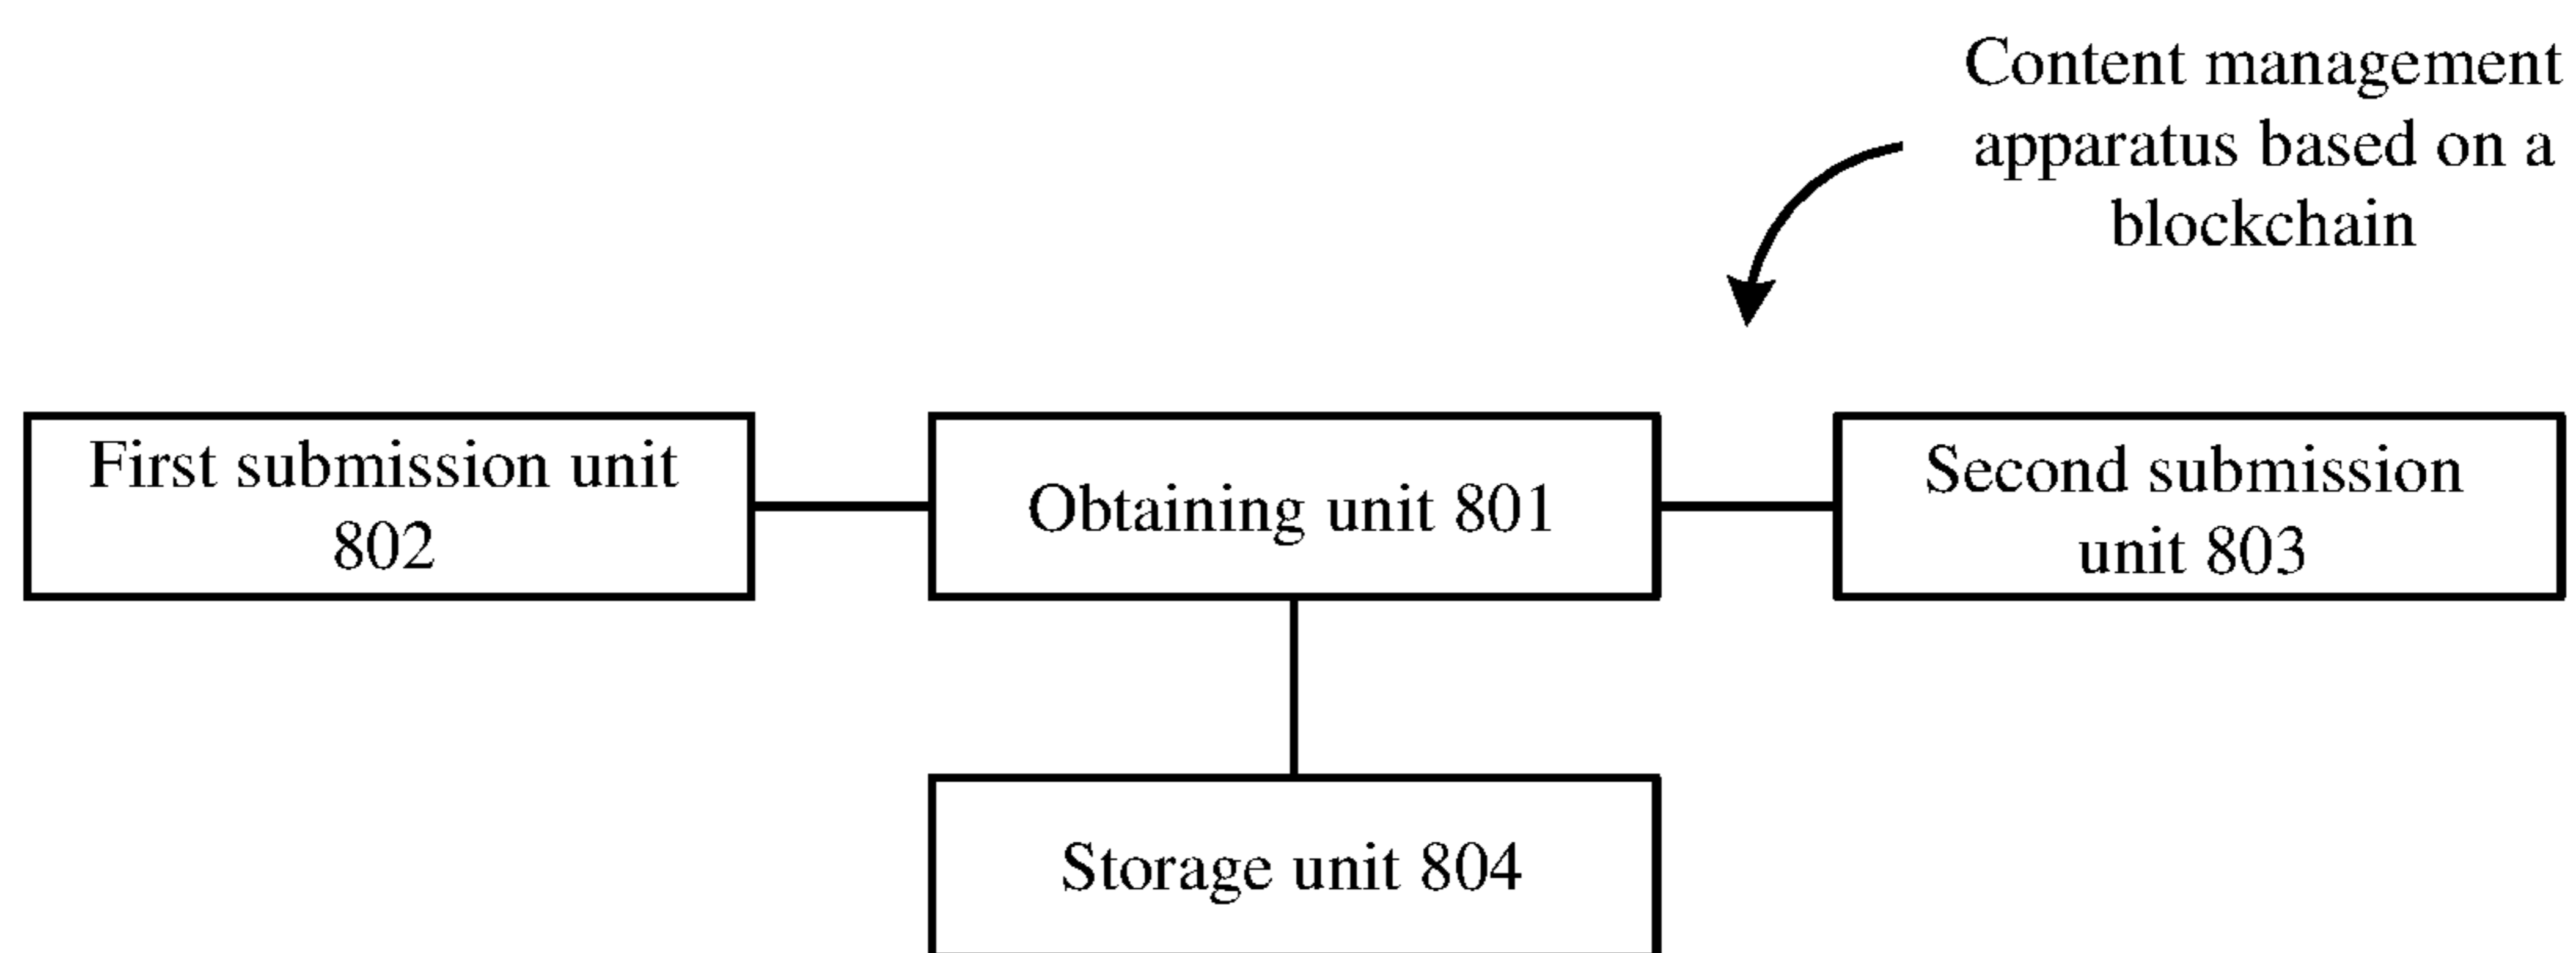 Content management
apparatus based on a
blockchain
First submission unit
802
Obtaining unit 801
Second submission
unit 803
Storage unit 804